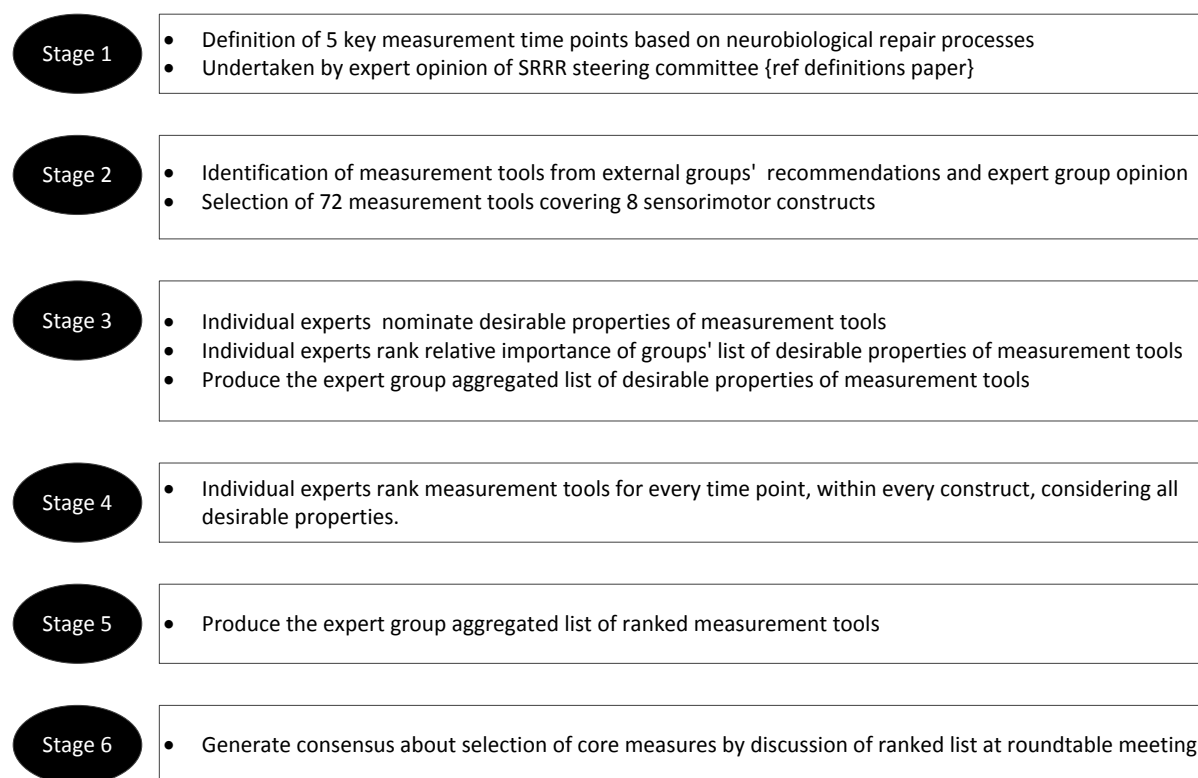 Stage 1
• Definition of 5 key measurement time points based on neurobiological repair processes
• Undertaken by expert opinion of SRRR steering committee {ref definitions paper}
Stage 2
• Identification of measurement tools from external groups'  recommendations and expert group opinion
• Selection of 72 measurement tools covering 8 sensorimotor constructs
Stage 3
• Individual experts  nominate desirable properties of measurement tools
• Individual experts rank relative importance of groups' list of desirable properties of measurement tools
• Produce the expert group aggregated list of desirable properties of measurement tools
Stage 4
• Individual experts rank measurement tools for every time point, within every construct, considering all
desirable properties.
Stage 5
• Produce the expert group aggregated list of ranked measurement tools
Stage 6
• Generate consensus about selection of core measures by discussion of ranked list at roundtable meeting